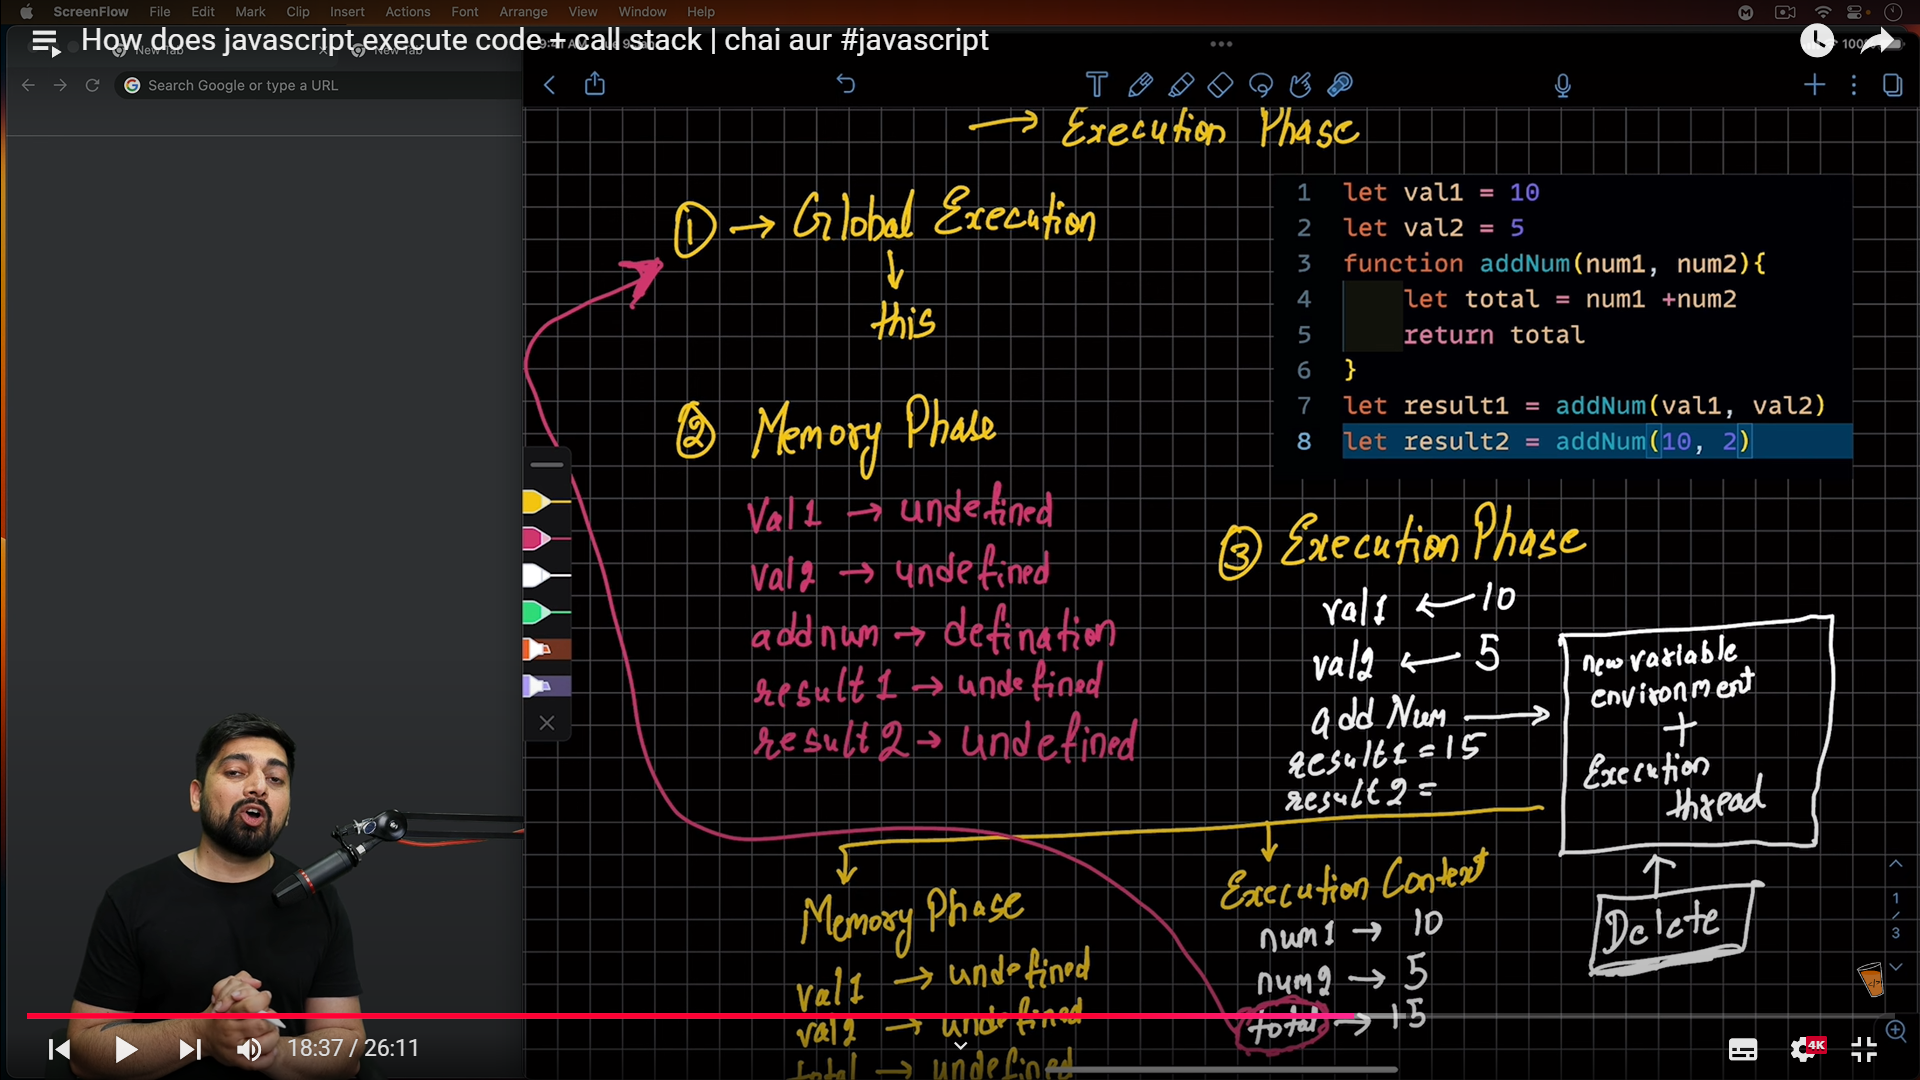 ScreenFlow File Edit Mark Clip Insert Actions Font Arrange View Window Help
How does javascript execute code + call stack | chai aur #javascript
New Tab
Search Google or type a URL
→ Execution Phase
① → Global Execution
↓
this
② Memory Phase
Val1 → undefined
val2 → undefined
addnum → defination
result1 → undefined
result2 → undefined
1 let val1 = 10
2 let val2 = 5
3 function addNum(num1, num2){
4 let total = num1 +num2
5 return total
6 }
7 let result1 = addNum(val1, val2)
8 let result2 = addNum(10, 2)
③ Execution Phase
val1 ← 10
val2 ← 5
add Num →
result1 = 15
result2 =
new variable
environment
+
Execution
thread
Delete
Memory Phase
val1 → undefined
val2 → undefined
total → undefined
Execution Context
num1 → 10
num2 → 5
total → 15
1
/
3
18:37 / 26:11
4K